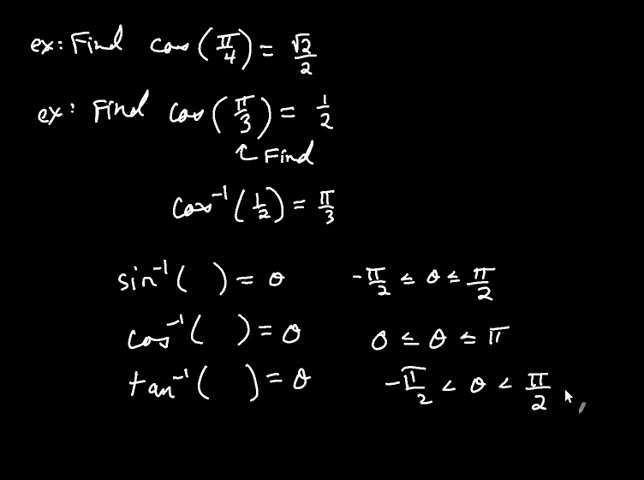 ex: Find cos(π/4) = √2/2
ex: Find cos(π/3) = 1/2
↑ Find
cos⁻¹(1/2) = π/3
sin⁻¹( ) = θ -π/2 ≤ θ ≤ π/2
cos⁻¹( ) = θ 0 ≤ θ ≤ π
tan⁻¹( ) = θ -π/2 < θ < π/2